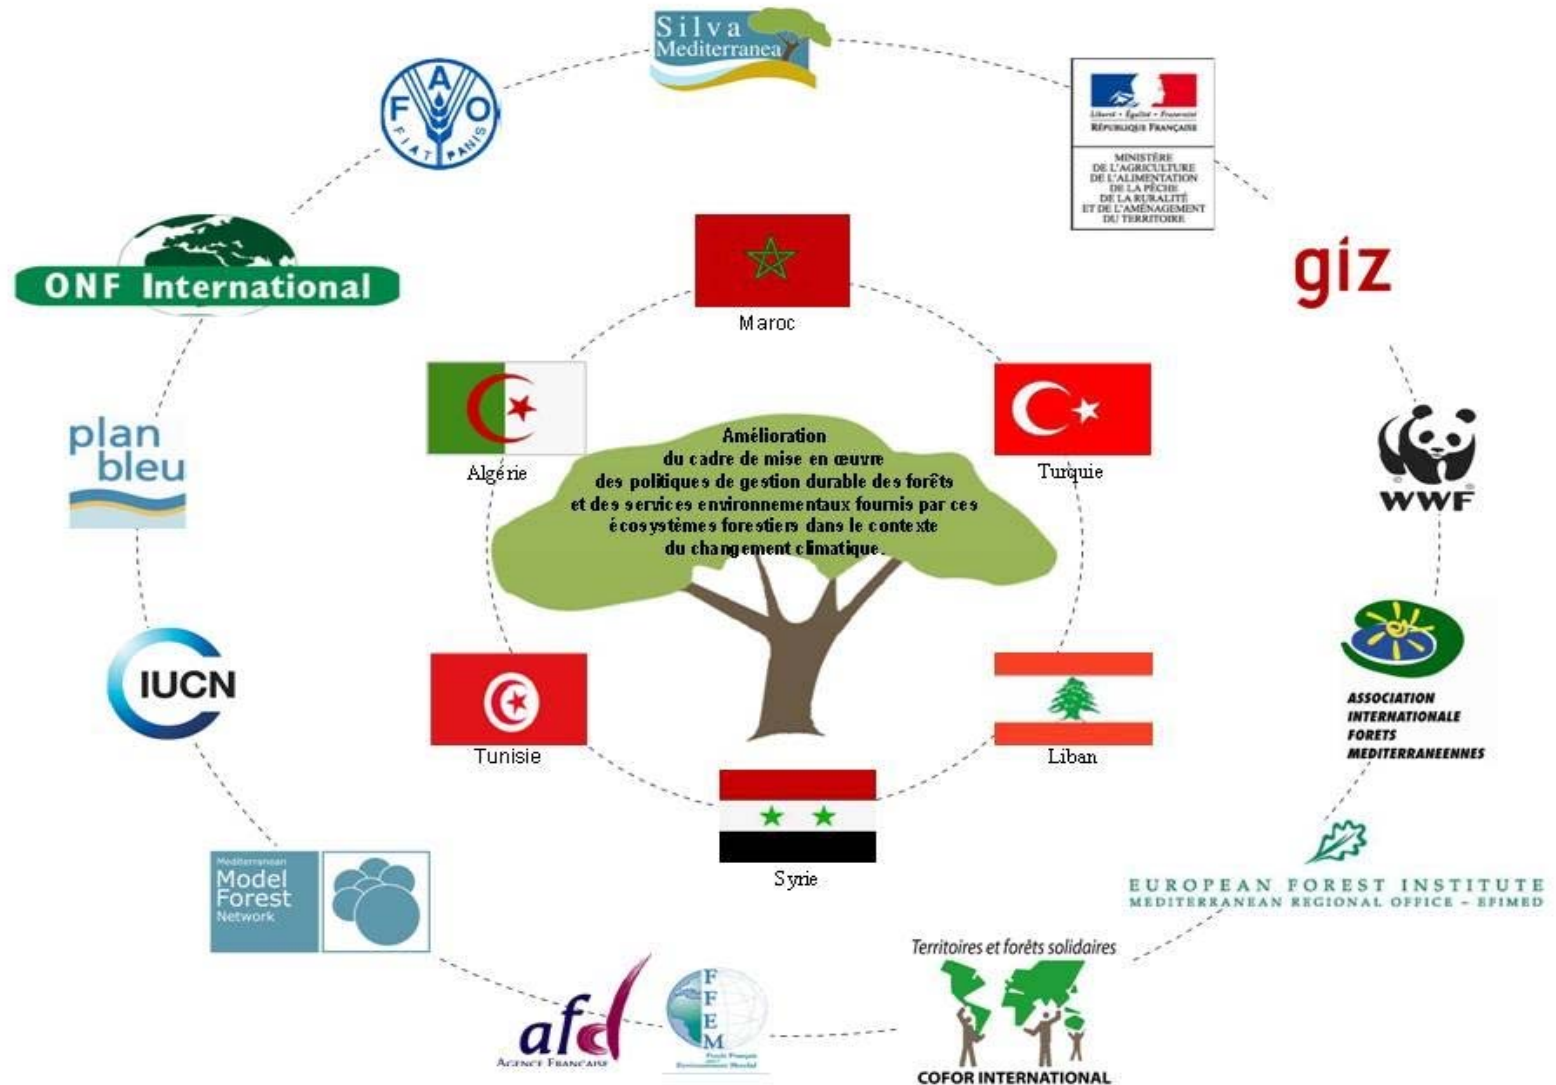 Silva
Mediterranea
F A O
FIAT PANIS
Liberté • Égalité • Fraternité
RÉPUBLIQUE FRANÇAISE
MINISTÈRE
DE L'AGRICULTURE
DE L'ALIMENTATION
DE LA PÊCHE
DE LA RURALITÉ
ET DE L'AMÉNAGEMENT
DU TERRITOIRE
ONF International
giz
Maroc
Algérie
Turquie
plan
bleu
WWF
Amélioration
du cadre de mise en œuvre
des politiques de gestion durable des forêts
et des services environnementaux fournis par ces
écosystèmes forestiers dans le contexte
du changement climatique.
IUCN
ASSOCIATION
INTERNATIONALE
FORETS
MEDITERRANEENNES
Tunisie
Liban
Syrie
Mediterranean
Model
Forest
Network
EUROPEAN FOREST INSTITUTE
MEDITERRANEAN REGIONAL OFFICE – EFIMED
afd
AGENCE FRANÇAISE
FFEM
Fonds Français
Environnement Mondial
Territoires et forêts solidaires
COFOR INTERNATIONAL